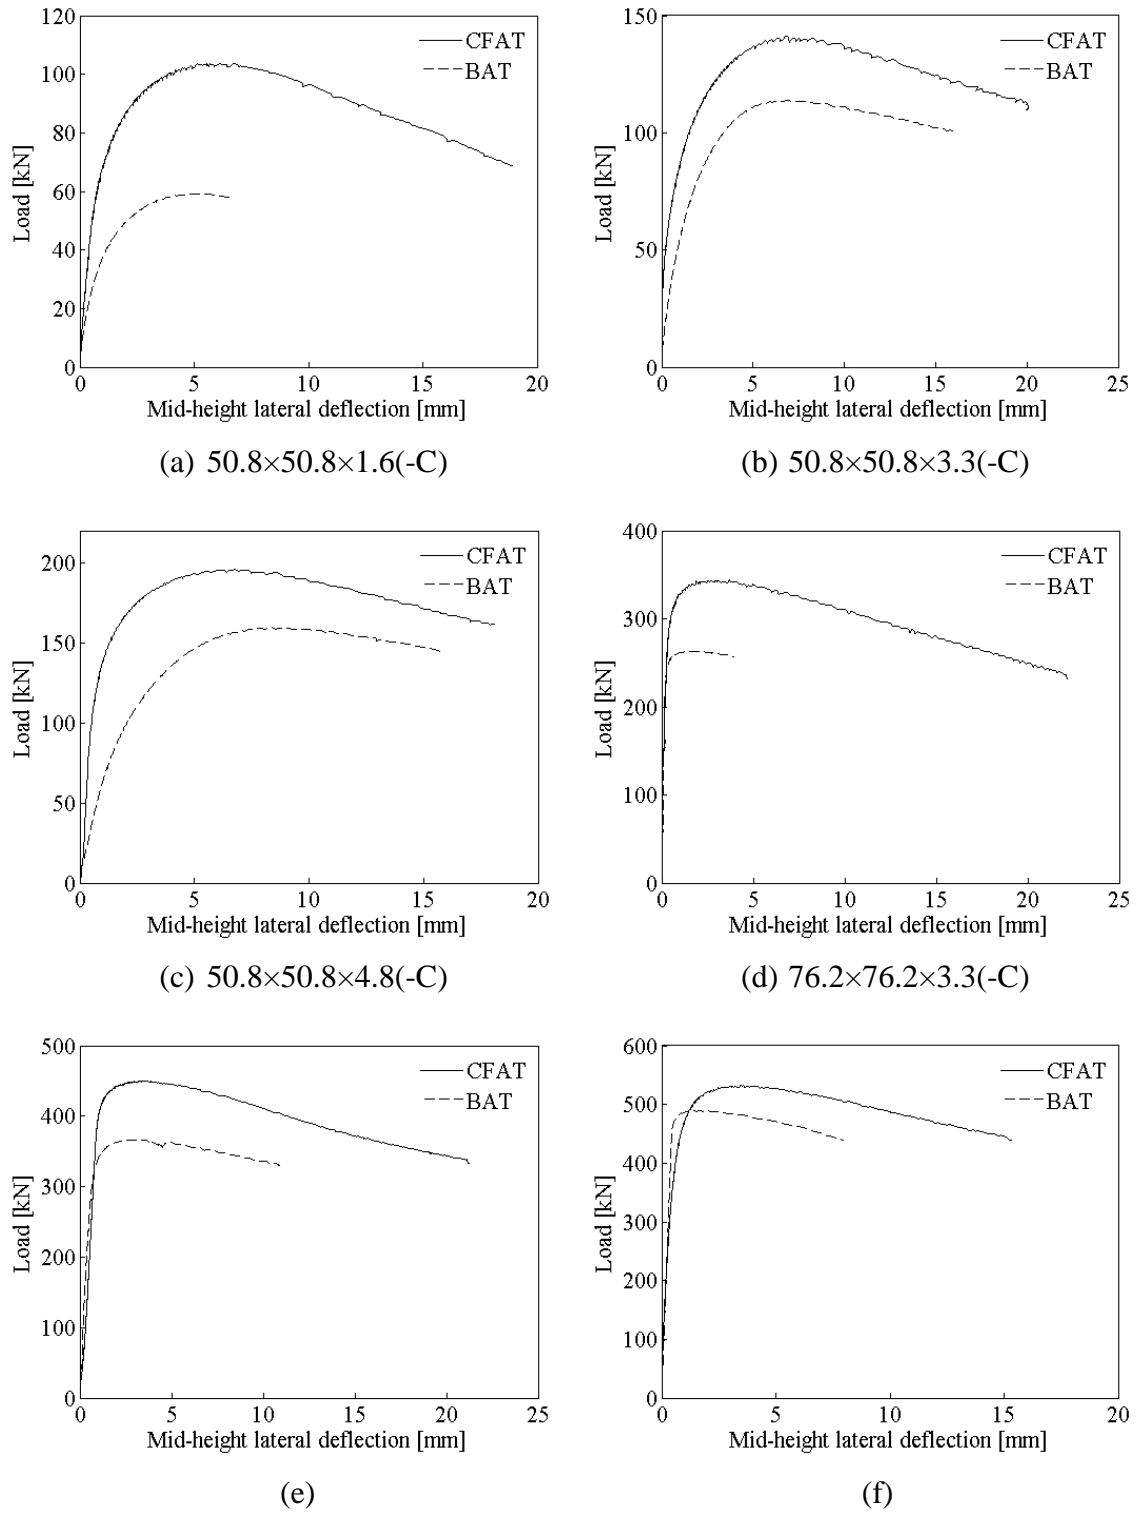 120
100
80
60
40
20
0
Load [kN]
CFAT
BAT
0 5 10 15 20
Mid-height lateral deflection [mm]
(a) 50.8×50.8×1.6(-C)
150
100
50
0
Load [kN]
CFAT
BAT
0 5 10 15 20 25
Mid-height lateral deflection [mm]
(b) 50.8×50.8×3.3(-C)
200
150
100
50
0
Load [kN]
CFAT
BAT
0 5 10 15 20
Mid-height lateral deflection [mm]
(c) 50.8×50.8×4.8(-C)
400
300
200
100
0
Load [kN]
CFAT
BAT
0 5 10 15 20 25
Mid-height lateral deflection [mm]
(d) 76.2×76.2×3.3(-C)
500
400
300
200
100
0
Load [kN]
CFAT
BAT
0 5 10 15 20 25
Mid-height lateral deflection [mm]
(e)
600
500
400
300
200
100
0
Load [kN]
CFAT
BAT
0 5 10 15 20
Mid-height lateral deflection [mm]
(f)